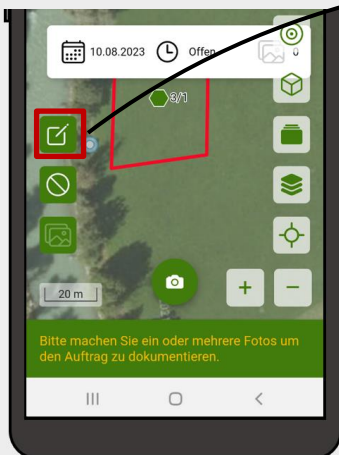 10.08.2023 Offen 0
3/1
20 m
Bitte machen Sie ein oder mehrere Fotos um
den Auftrag zu dokumentieren.